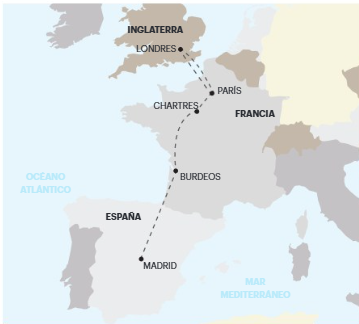 INGLATERRA
LONDRES
PARÍS
CHARTRES
FRANCIA
OCÉANO
ATLÁNTICO
BURDEOS
ESPAÑA
MADRID
MAR
MEDITERRÁNEO